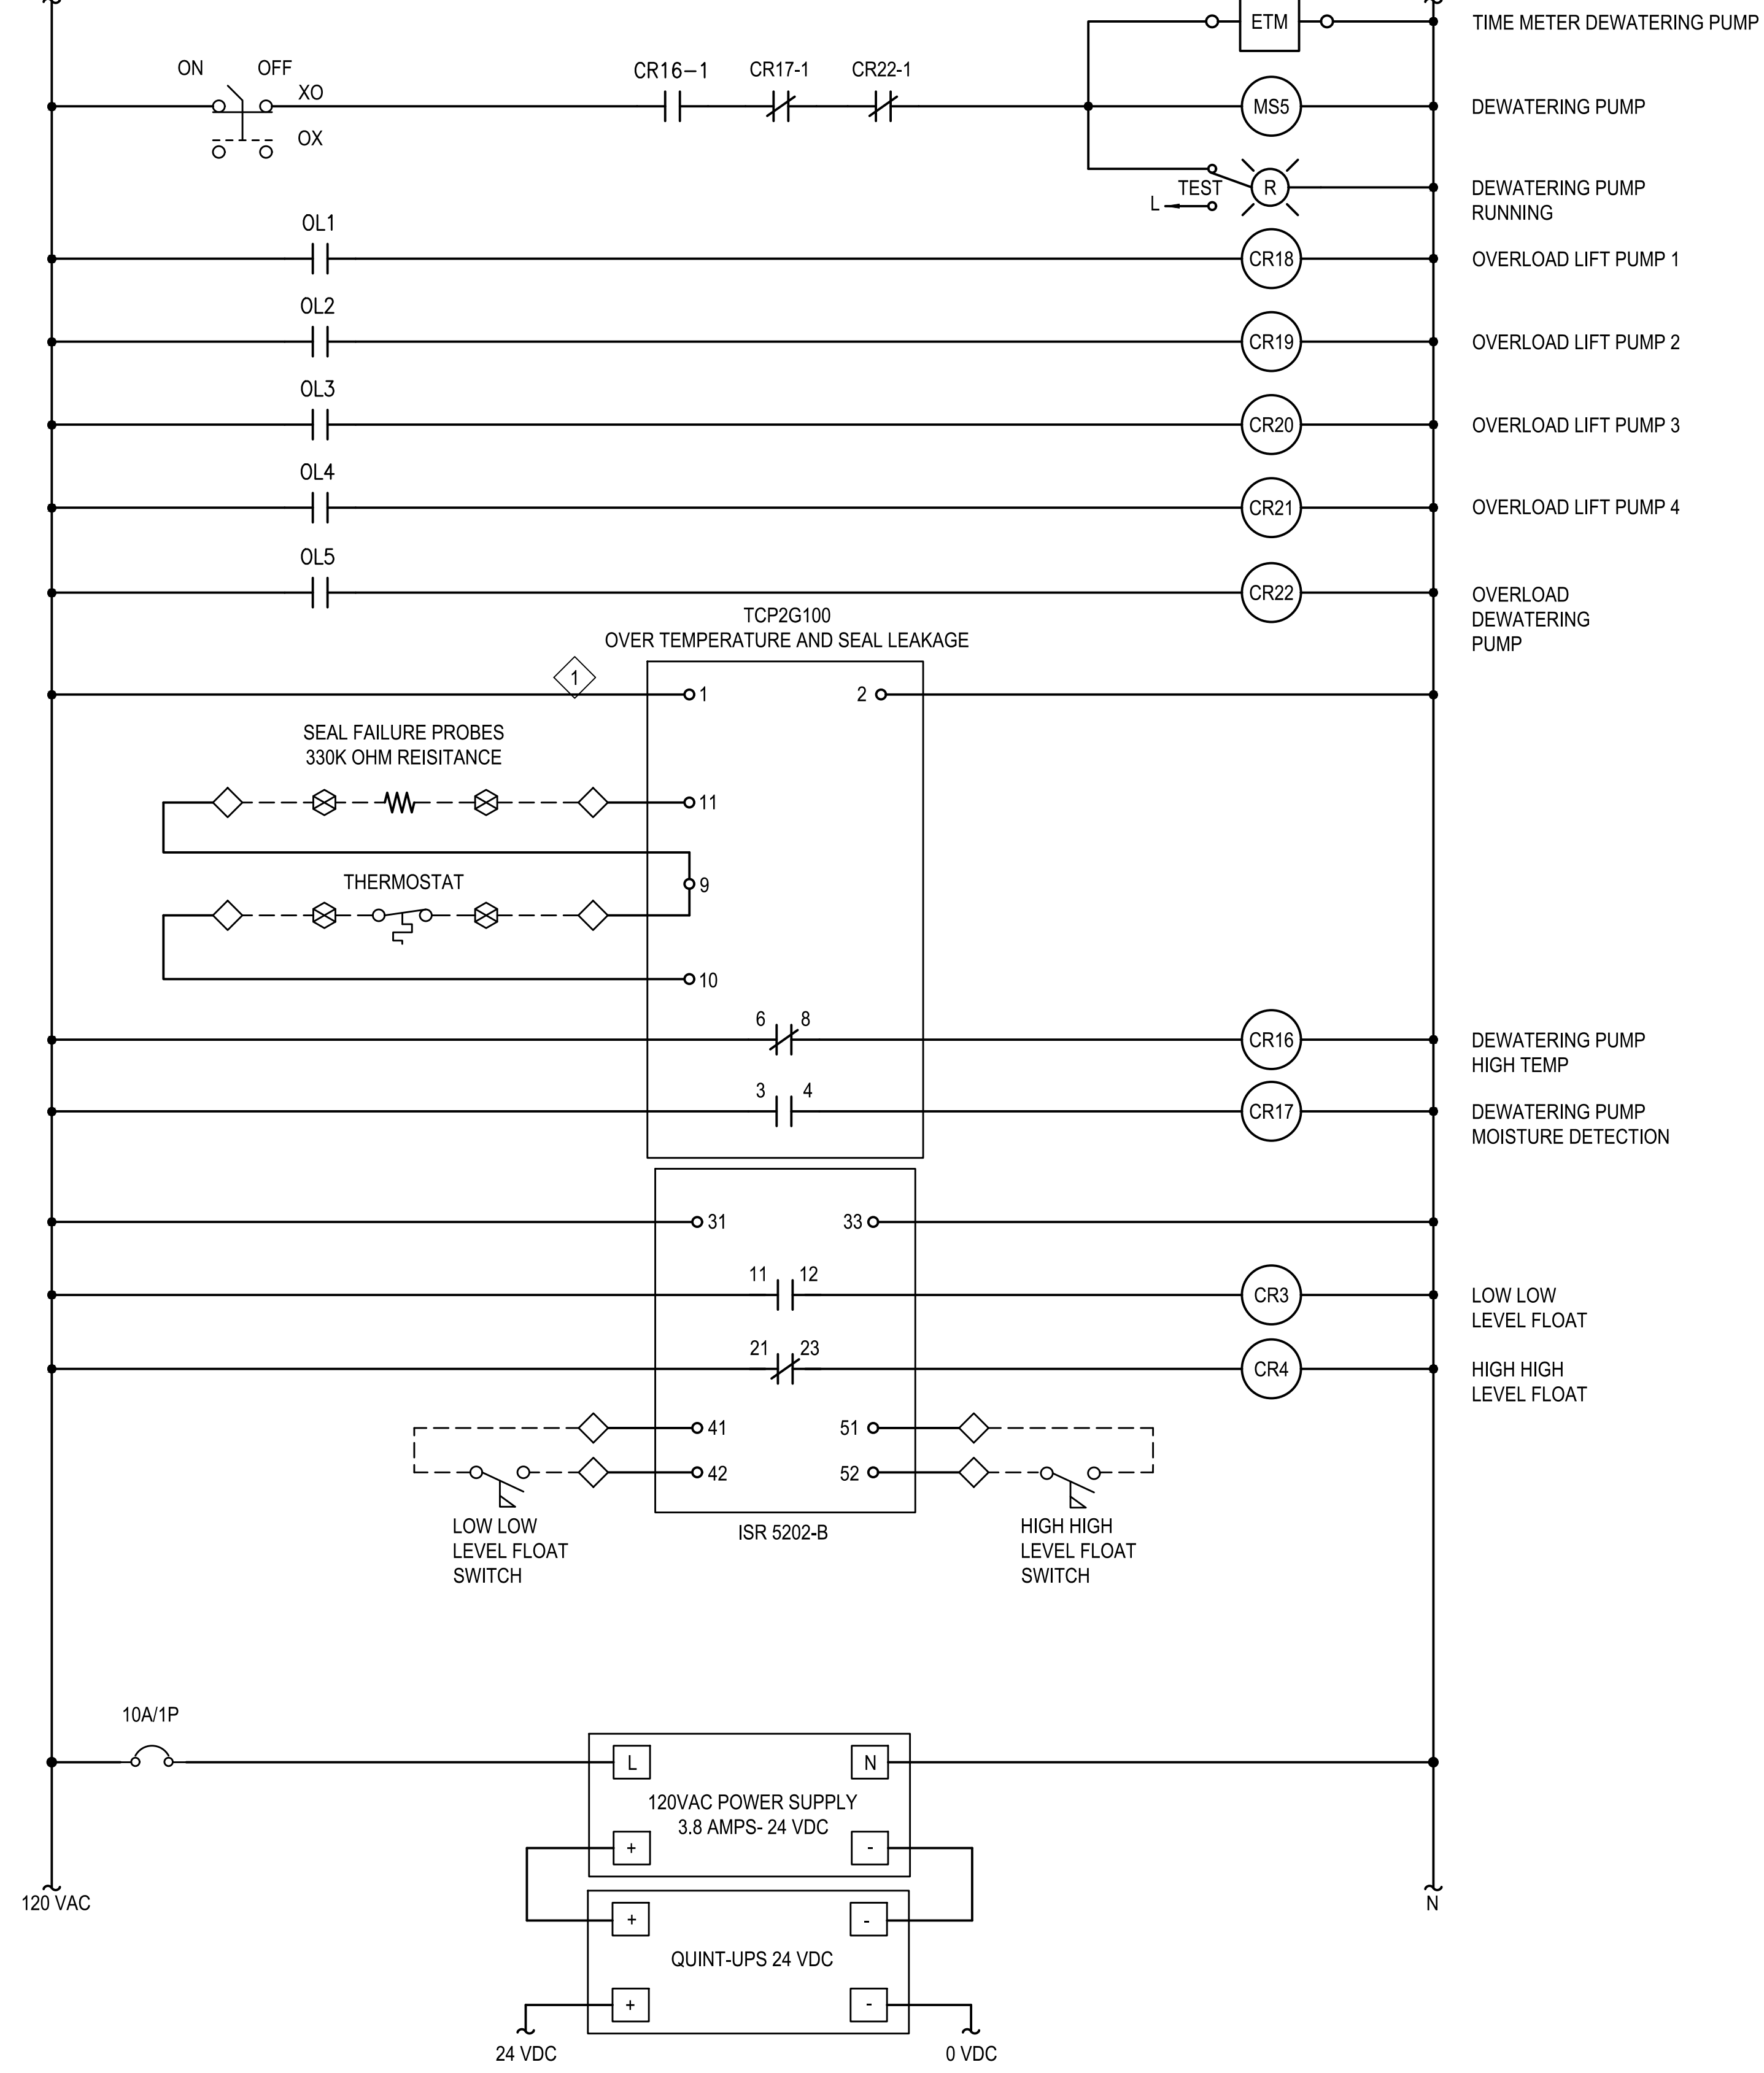 ETM
TIME METER DEWATERING PUMP
ON OFF
XO
OX
CR16-1 CR17-1 CR22-1
MS5
DEWATERING PUMP
TEST
L
R
DEWATERING PUMP
RUNNING
OL1
CR18
OVERLOAD LIFT PUMP 1
OL2
CR19
OVERLOAD LIFT PUMP 2
OL3
CR20
OVERLOAD LIFT PUMP 3
OL4
CR21
OVERLOAD LIFT PUMP 4
OL5
CR22
OVERLOAD
DEWATERING
PUMP
TCP2G100
OVER TEMPERATURE AND SEAL LEAKAGE
1
1 2
SEAL FAILURE PROBES
330K OHM REISITANCE
11
9
THERMOSTAT
10
6 8
CR16
DEWATERING PUMP
HIGH TEMP
3 4
CR17
DEWATERING PUMP
MOISTURE DETECTION
31 33
11 12
CR3
LOW LOW
LEVEL FLOAT
21 23
CR4
HIGH HIGH
LEVEL FLOAT
41 51
42 52
LOW LOW
LEVEL FLOAT
SWITCH
ISR 5202-B
HIGH HIGH
LEVEL FLOAT
SWITCH
10A/1P
L N
120VAC POWER SUPPLY
3.8 AMPS- 24 VDC
+ -
120 VAC
N
+ -
QUINT-UPS 24 VDC
+ -
24 VDC
0 VDC